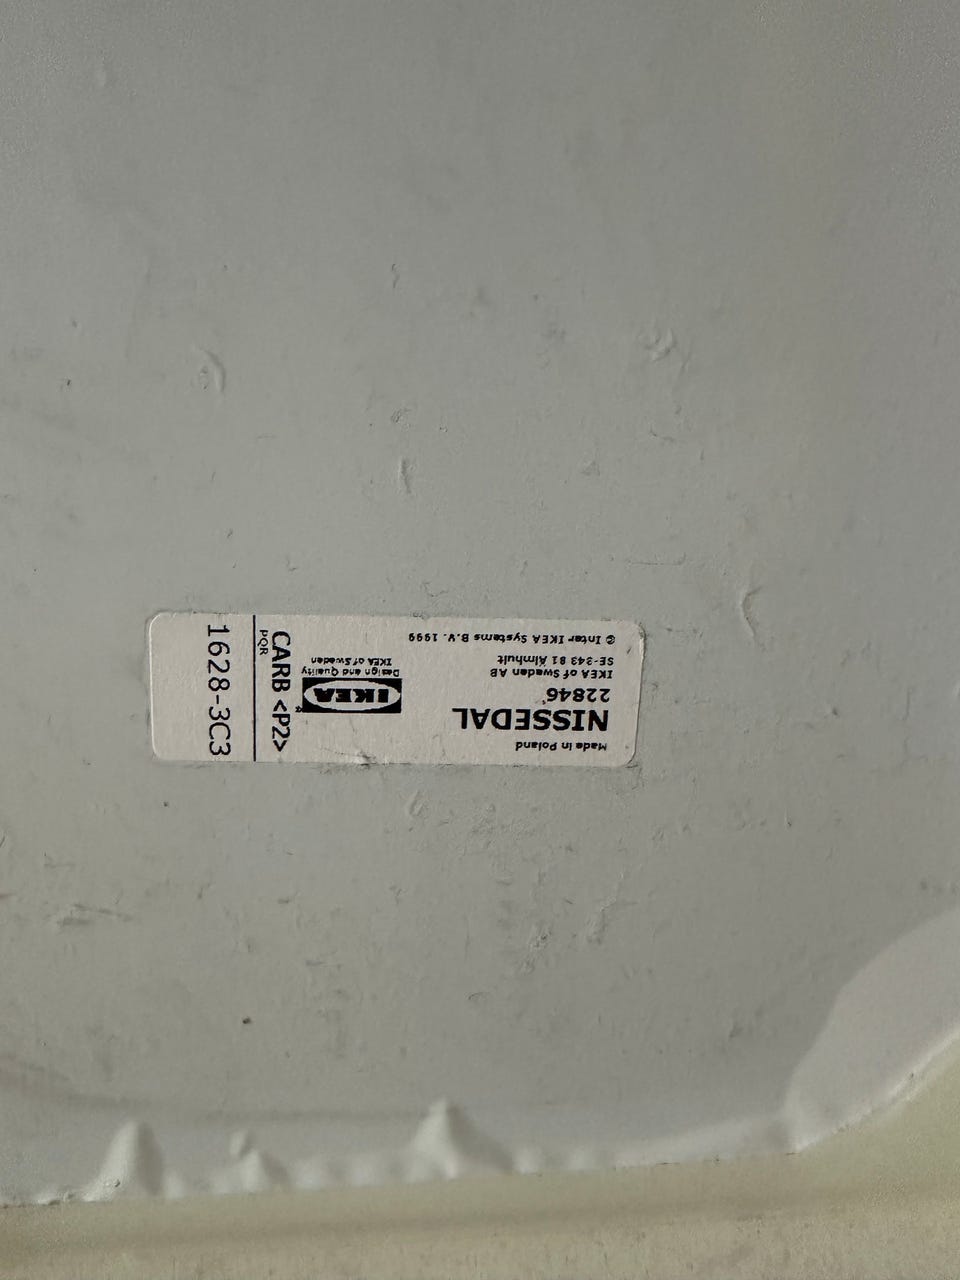 Made in Poland
NISSEDAL
22846
IKEA of Sweden AB
SE-343 81 Älmhult
© Inter IKEA Systems B.V. 1999
IKEA
Design and Quality
IKEA of Sweden
CARB <P2>
PQR
1628-3C3